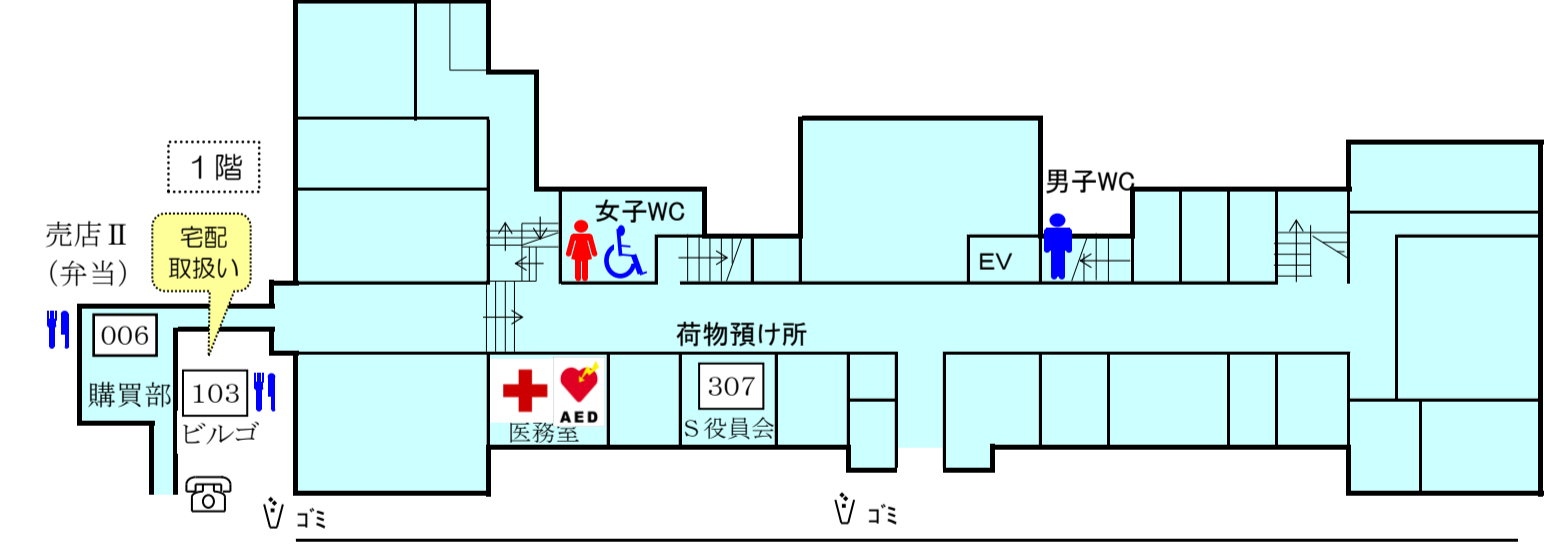 １階
男子WC
女子WC
売店Ⅱ
（弁当）
宅配
取扱い
EV
006
荷物預け所
購買部
103
307
AED
ビルゴ
医務室
Ｓ役員会
ｺﾞﾐ
ｺﾞﾐ